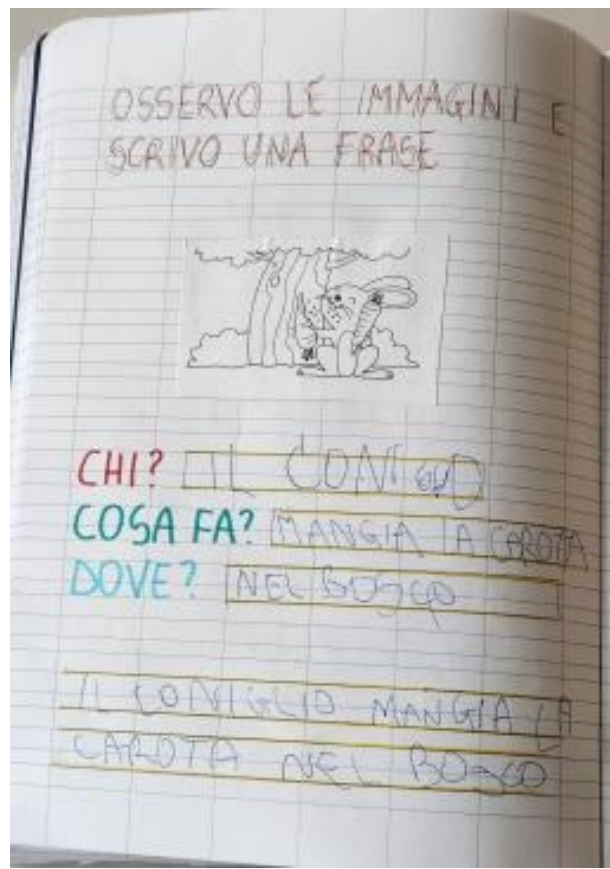 OSSERVO LE IMMAGINI E
SCRIVO UNA FRASE
CHI? IL CONIGLIO
COSA FA? MANGIA LA CAROTA
DOVE? NEL BOSCO
IL CONIGLIO MANGIA LA
CAROTA NEL BOSCO